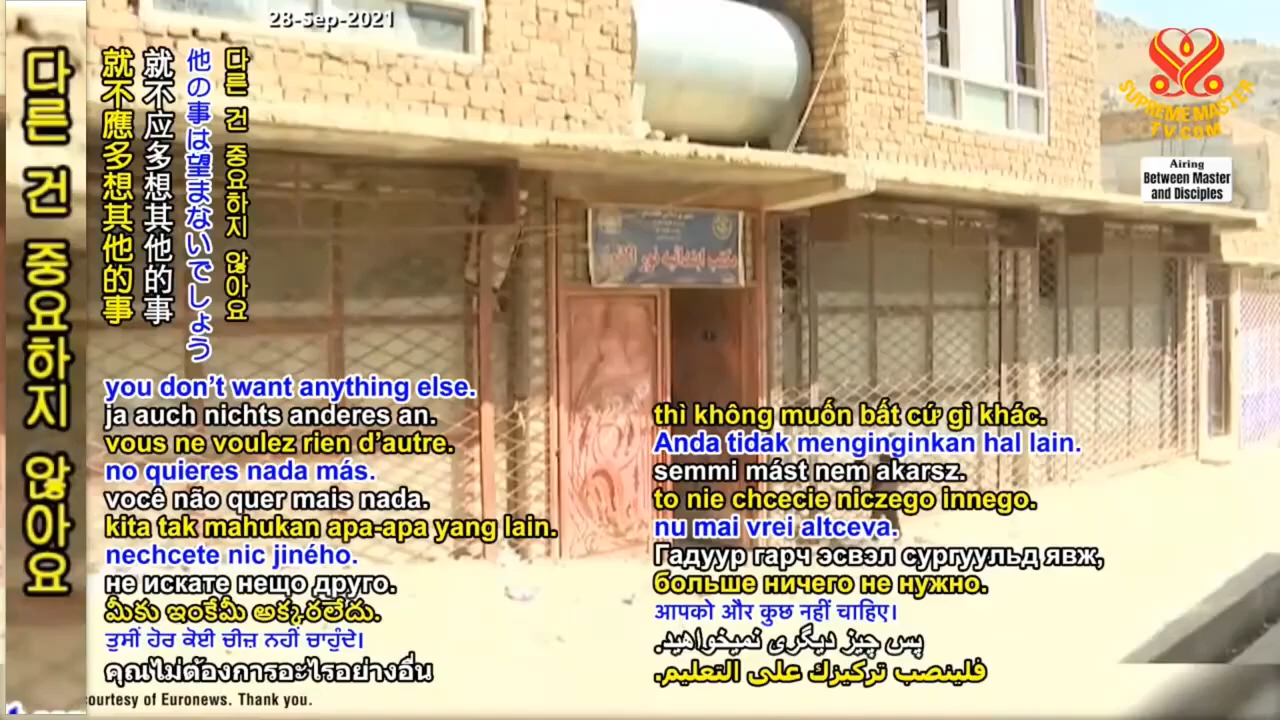 28-Sep-2021
SUPREME MASTER
TV.COM
Airing
Between Master
and Disciples
다른 건 중요하지 않아요
就不應多想其他的事
就不应多想其他的事
他の事は望まないでしょう
다른 건 중요하지 않아요
مکتب ابتدائیه نور
you don't want anything else.
ja auch nichts anderes an.
vous ne voulez rien d'autre.
no quieres nada más.
você não quer mais nada.
kita tak mahukan apa-apa yang lain.
nechcete nic jiného.
не искате нещо друго.
మీకు ఇంకేమీ అక్కరలేదు.
ਤੁਸੀਂ ਹੋਰ ਕੋਈ ਚੀਜ਼ ਨਹੀਂ ਚਾਹੁੰਦੇ।
คุณไม่ต้องการอะไรอย่างอื่น
thì không muốn bất cứ gì khác.
Anda tidak menginginkan hal lain.
semmi mást nem akarsz.
to nie chcecie niczego innego.
nu mai vrei altceva.
Гадуур гарч эсвэл сургуульд явж,
больше ничего не нужно.
आपको और कुछ नहीं चाहिए।
پس چیز دیگری نمیخواهید.
فلينصب تركيزك على التعليم.
courtesy of Euronews. Thank you.